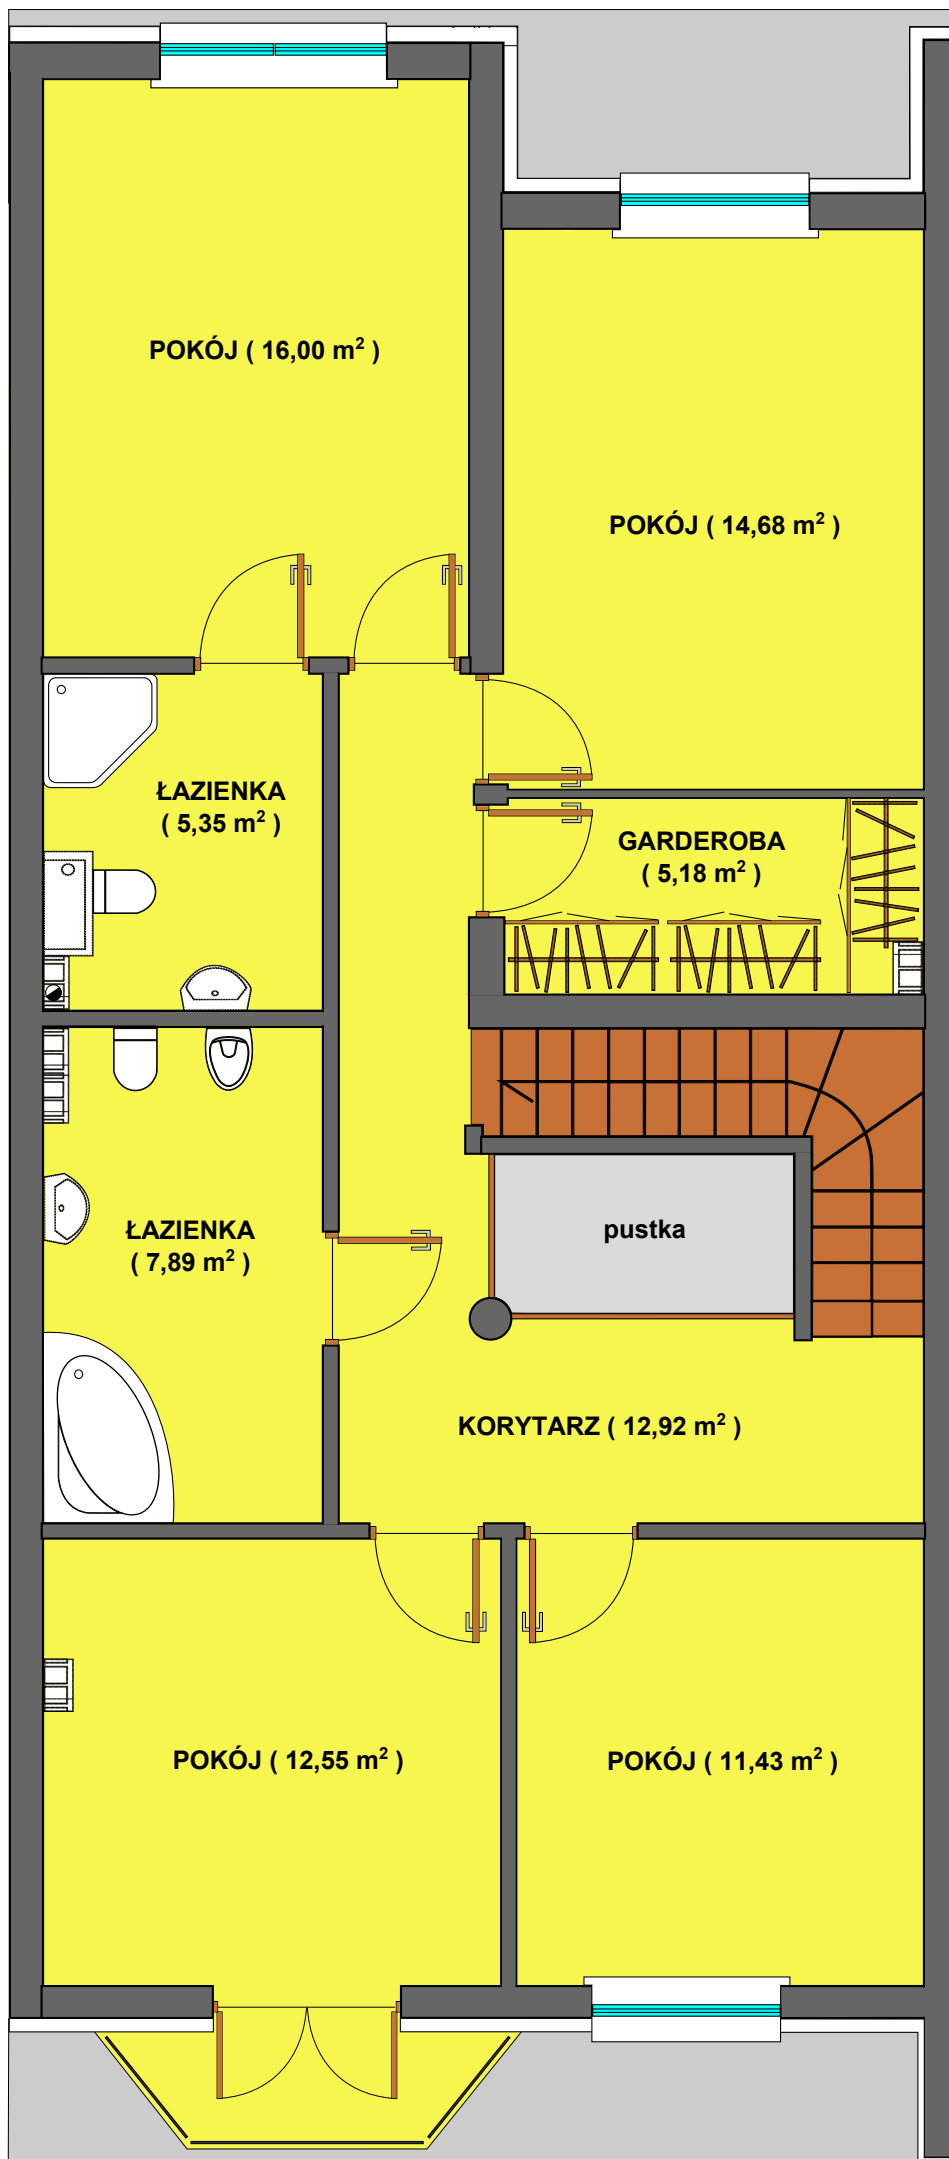 POKÓJ ( 16,00 m² )
POKÓJ ( 14,68 m² )
ŁAZIENKA
( 5,35 m² )
GARDEROBA
( 5,18 m² )
ŁAZIENKA
( 7,89 m² )
pustka
KORYTARZ ( 12,92 m² )
POKÓJ ( 12,55 m² )
POKÓJ ( 11,43 m² )